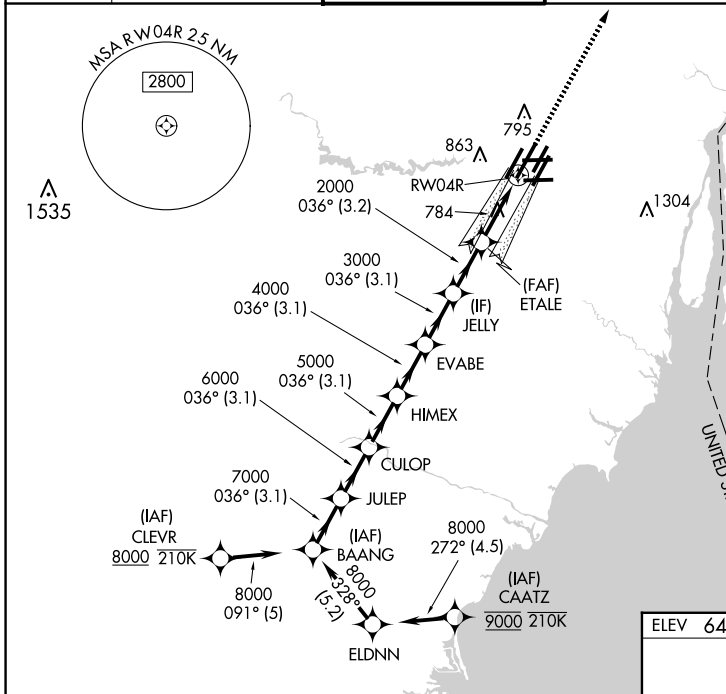 MSA RW04R 25 NM
2800
1535
795
863
RW04R
1304
2000
036° (3.2)
784
3000
036° (3.1)
(FAF)
ETALE
4000
036° (3.1)
(IF)
JELLY
EVABE
5000
036° (3.1)
6000
036° (3.1)
HIMEX
CULOP
7000
036° (3.1)
JULEP
(IAF)
CLEVR
8000 210K
(IAF)
BAANG
8000
272° (4.5)
8000
091° (5)
8000
328°
(5.2)
(IAF)
CAATZ
9000 210K
ELDNN
UNITED
ELEV 64